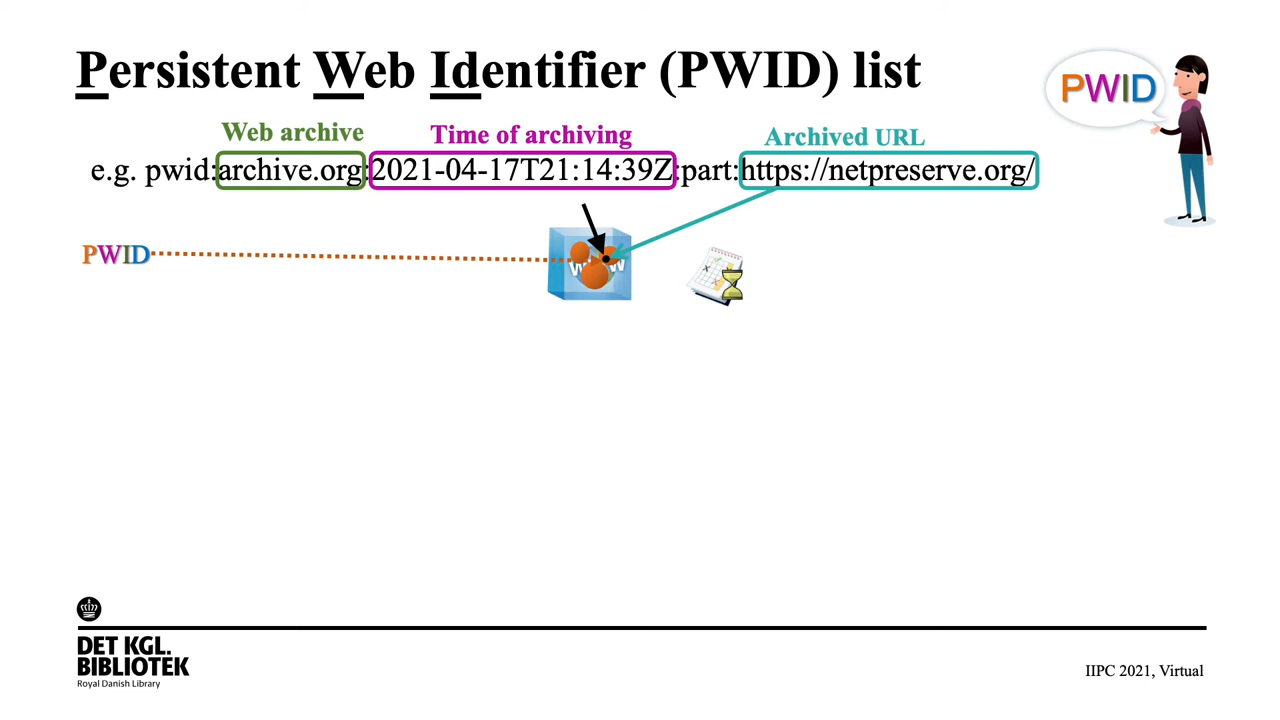 Persistent Web Identifier (PWID) list
PWID
Web archive
Time of archiving
Archived URL
e.g. pwid:archive.org:2021-04-17T21:14:39Z:part:https://netpreserve.org/
PWID
DET KGL.
BIBLIOTEK
Royal Danish Library
IIPC 2021, Virtual